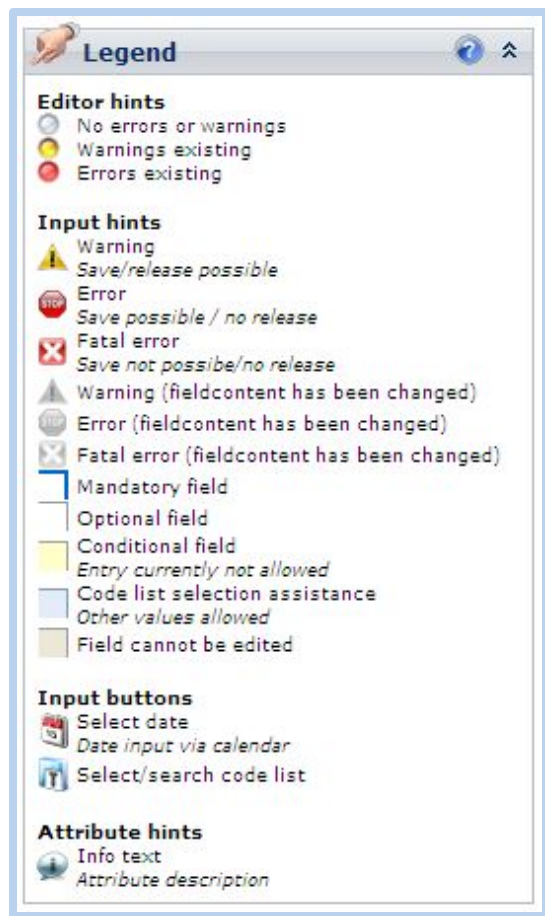 Legend
Editor hints
No errors or warnings
Warnings existing
Errors existing
Input hints
Warning
Save/release possible
STOP Error
Save possible / no release
Fatal error
Save not possibe/no release
Warning (fieldcontent has been changed)
STOP Error (fieldcontent has been changed)
Fatal error (fieldcontent has been changed)
Mandatory field
Optional field
Conditional field
Entry currently not allowed
Code list selection assistance
Other values allowed
Field cannot be edited
Input buttons
Select date
Date input via calendar
Select/search code list
Attribute hints
Info text
Attribute description